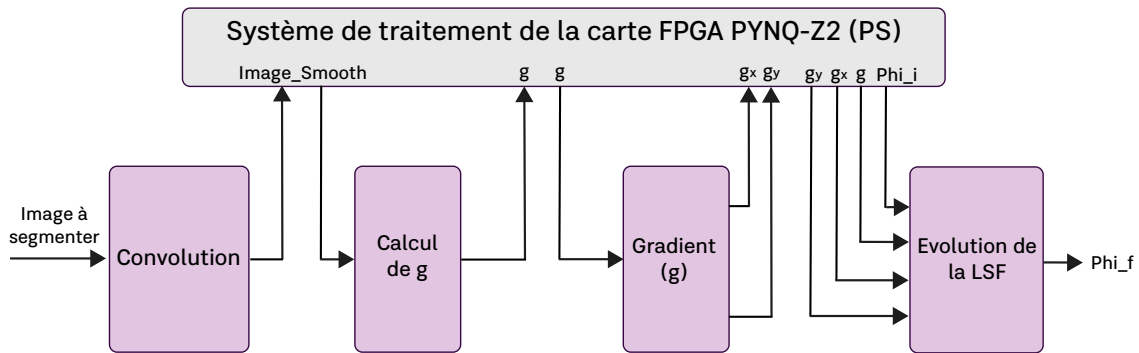 Système de traitement de la carte FPGA PYNQ-Z2 (PS)
Image_Smooth g g gx gy gy gx g Phi_i
Image à
segmenter
Convolution
Calcul
de g
Gradient
(g)
Evolution de
la LSF
Phi_f